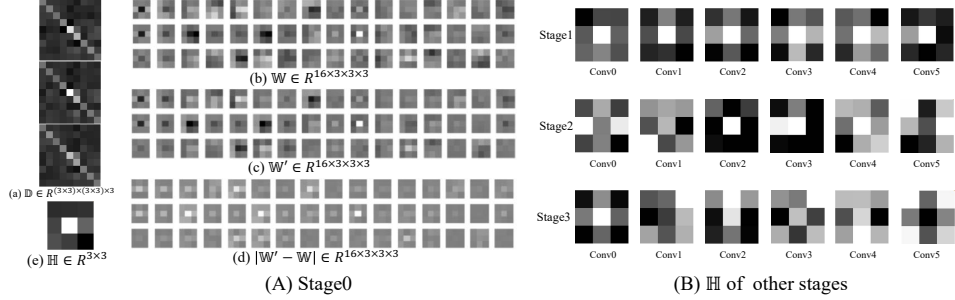 (a) 𝔻 ∈ R^{(3×3)×(3×3)×3}
(e) ℍ ∈ R^{3×3}
(b) 𝕎 ∈ R^{16×3×3×3}
(c) 𝕎′ ∈ R^{16×3×3×3}
(d) |𝕎′ − 𝕎| ∈ R^{16×3×3×3}
(A) Stage0
Stage1
Conv0 Conv1 Conv2 Conv3 Conv4 Conv5
Stage2
Conv0 Conv1 Conv2 Conv3 Conv4 Conv5
Stage3
Conv0 Conv1 Conv2 Conv3 Conv4 Conv5
(B) ℍ of other stages